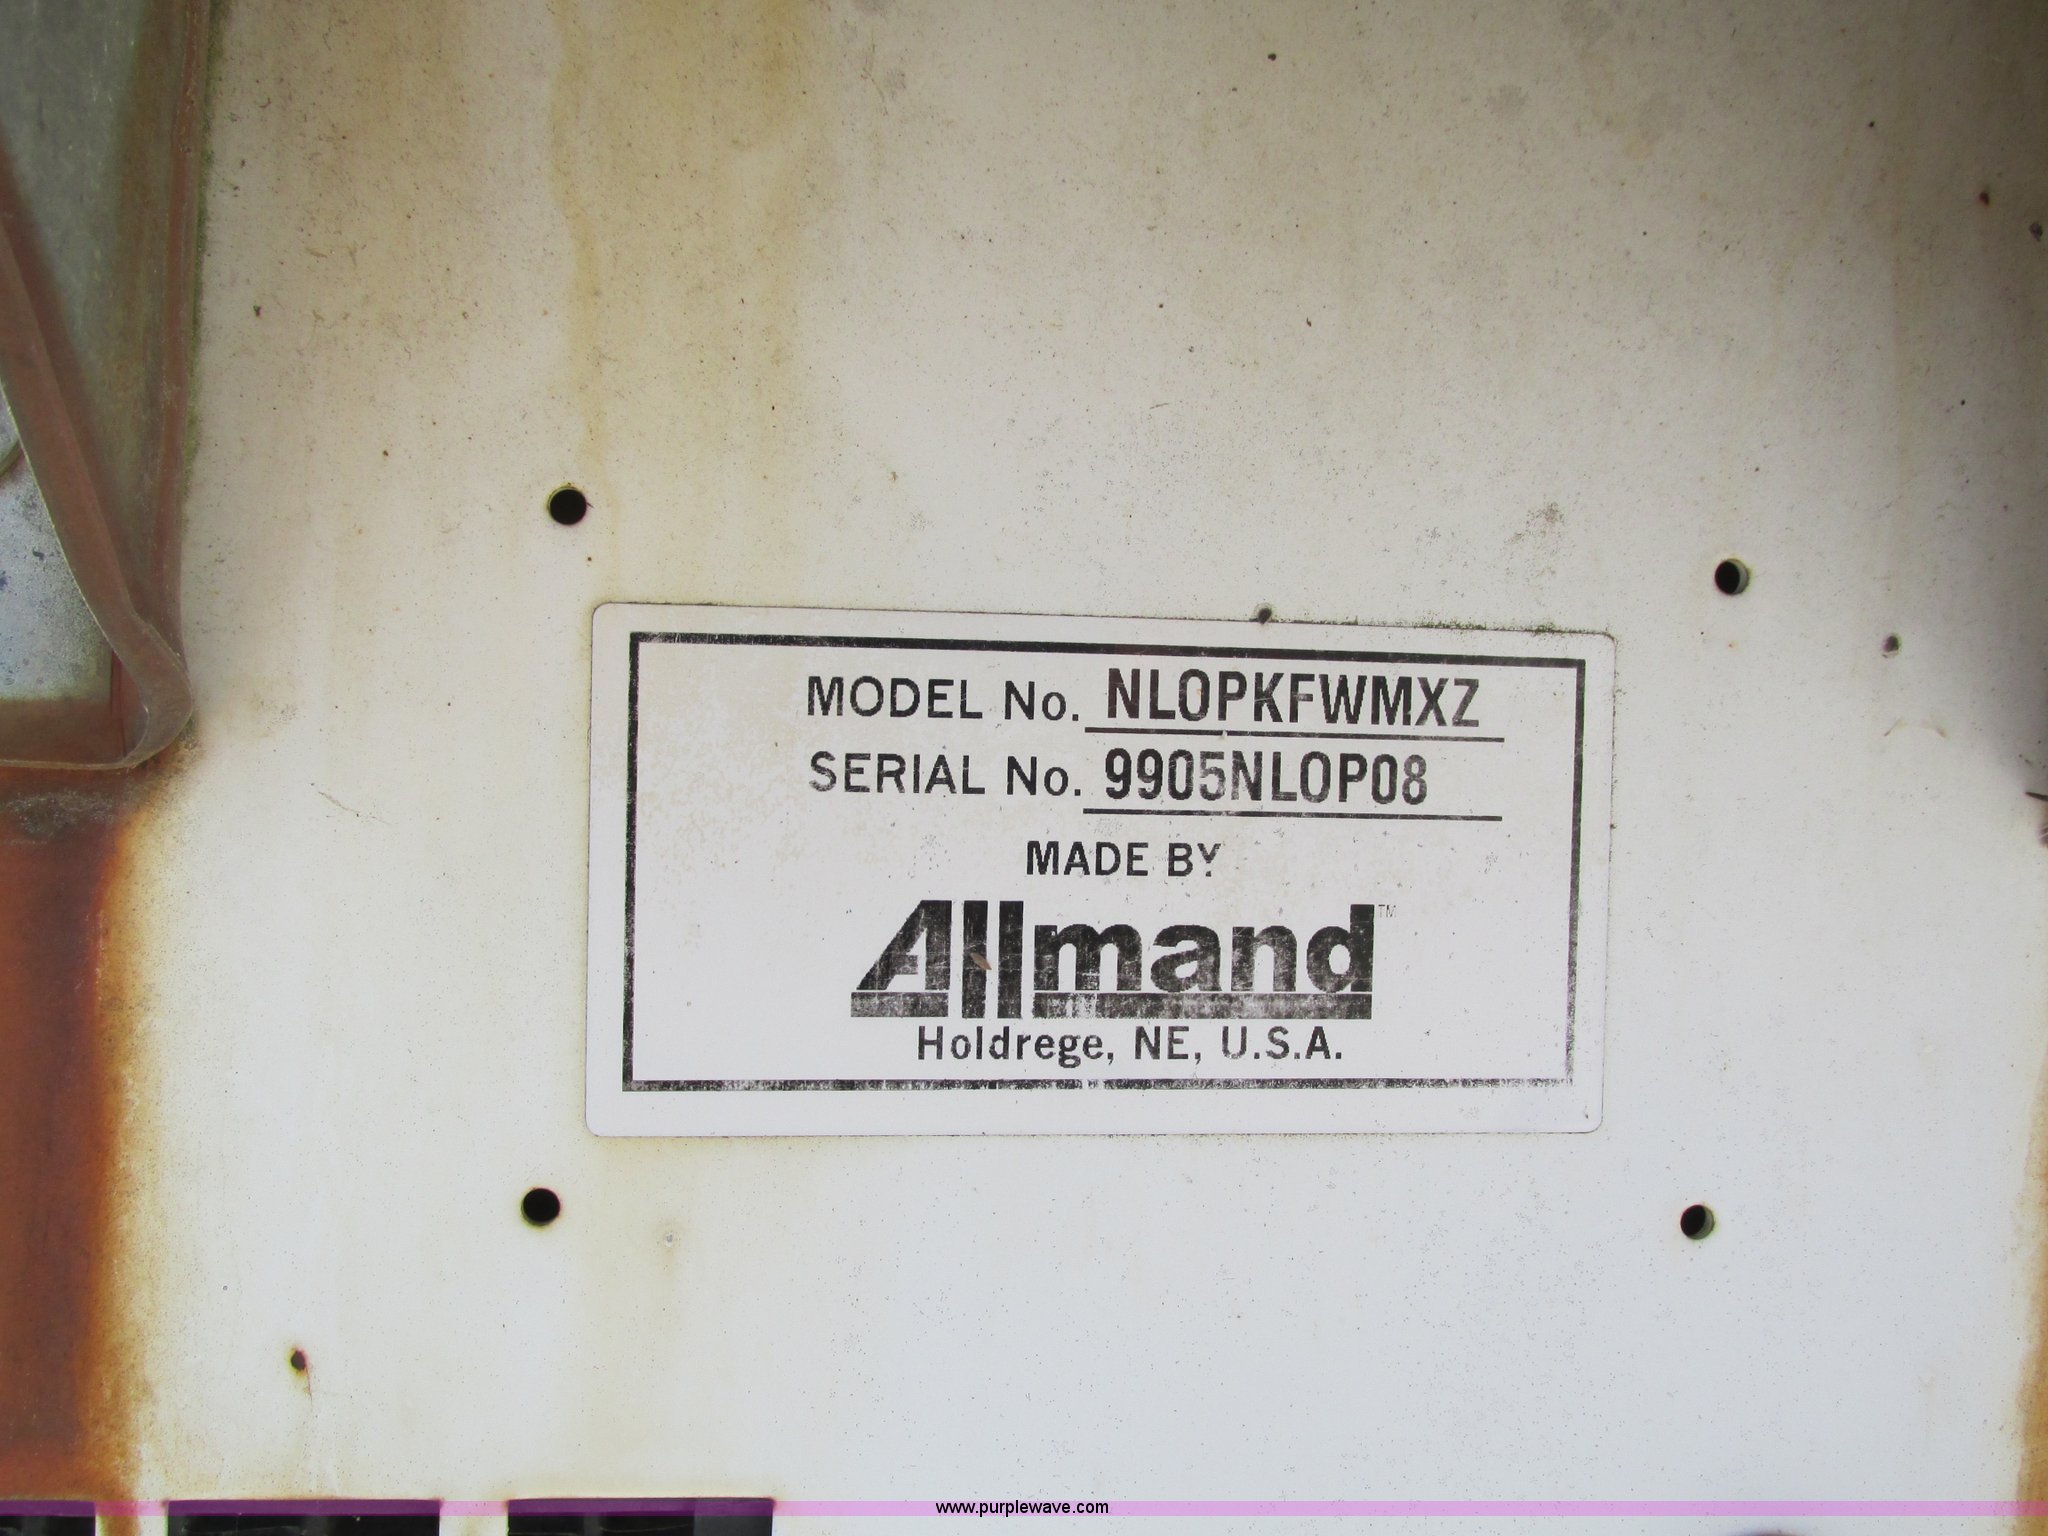 MODEL No. NLOPKFWMXZ
SERIAL No. 9905NLOP08
MADE BY
Allmand™
Holdrege, NE, U.S.A.
www.purplewave.com